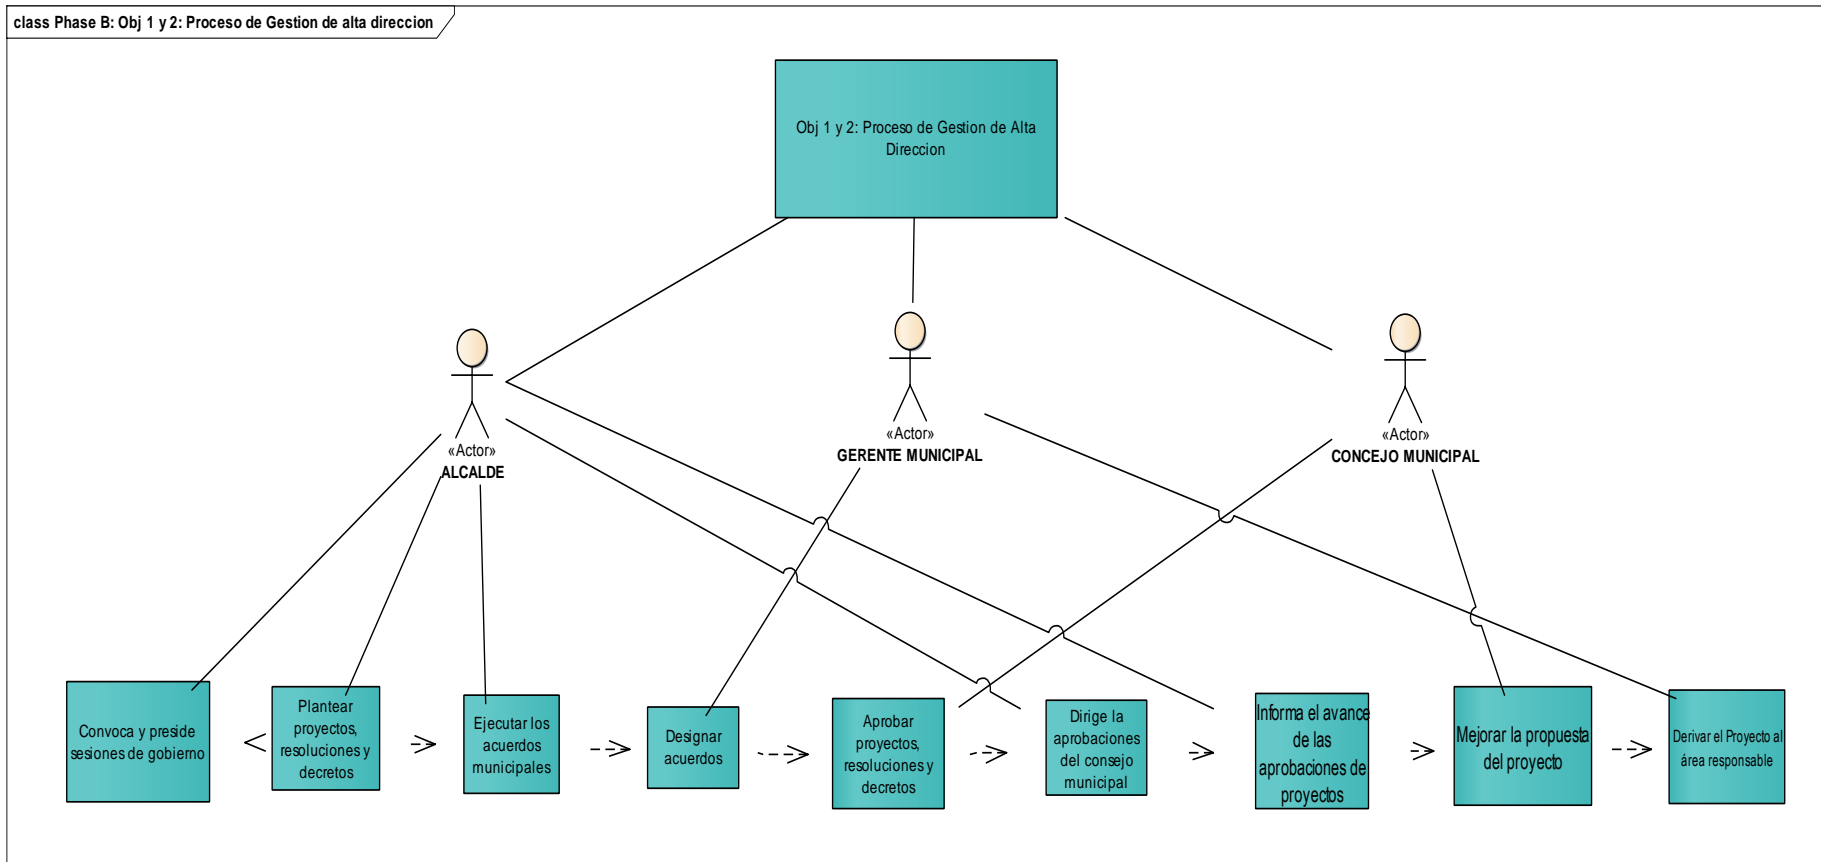 class Phase B: Obj 1 y 2: Proceso de Gestion de alta direccion
Obj 1 y 2: Proceso de Gestion de Alta
Direccion
«Actor»
ALCALDE
«Actor»
GERENTE MUNICIPAL
«Actor»
CONCEJO MUNICIPAL
Convoca y preside
sesiones de gobierno
Plantear
proyectos,
resoluciones y
decretos
Ejecutar los
acuerdos
municipales
Designar
acuerdos
Aprobar
proyectos,
resoluciones y
decretos
Dirige la
aprobaciones
del consejo
municipal
Informa el avance
de las
aprobaciones de
proyectos
Mejorar la propuesta
del proyecto
Derivar el Proyecto al
área responsable